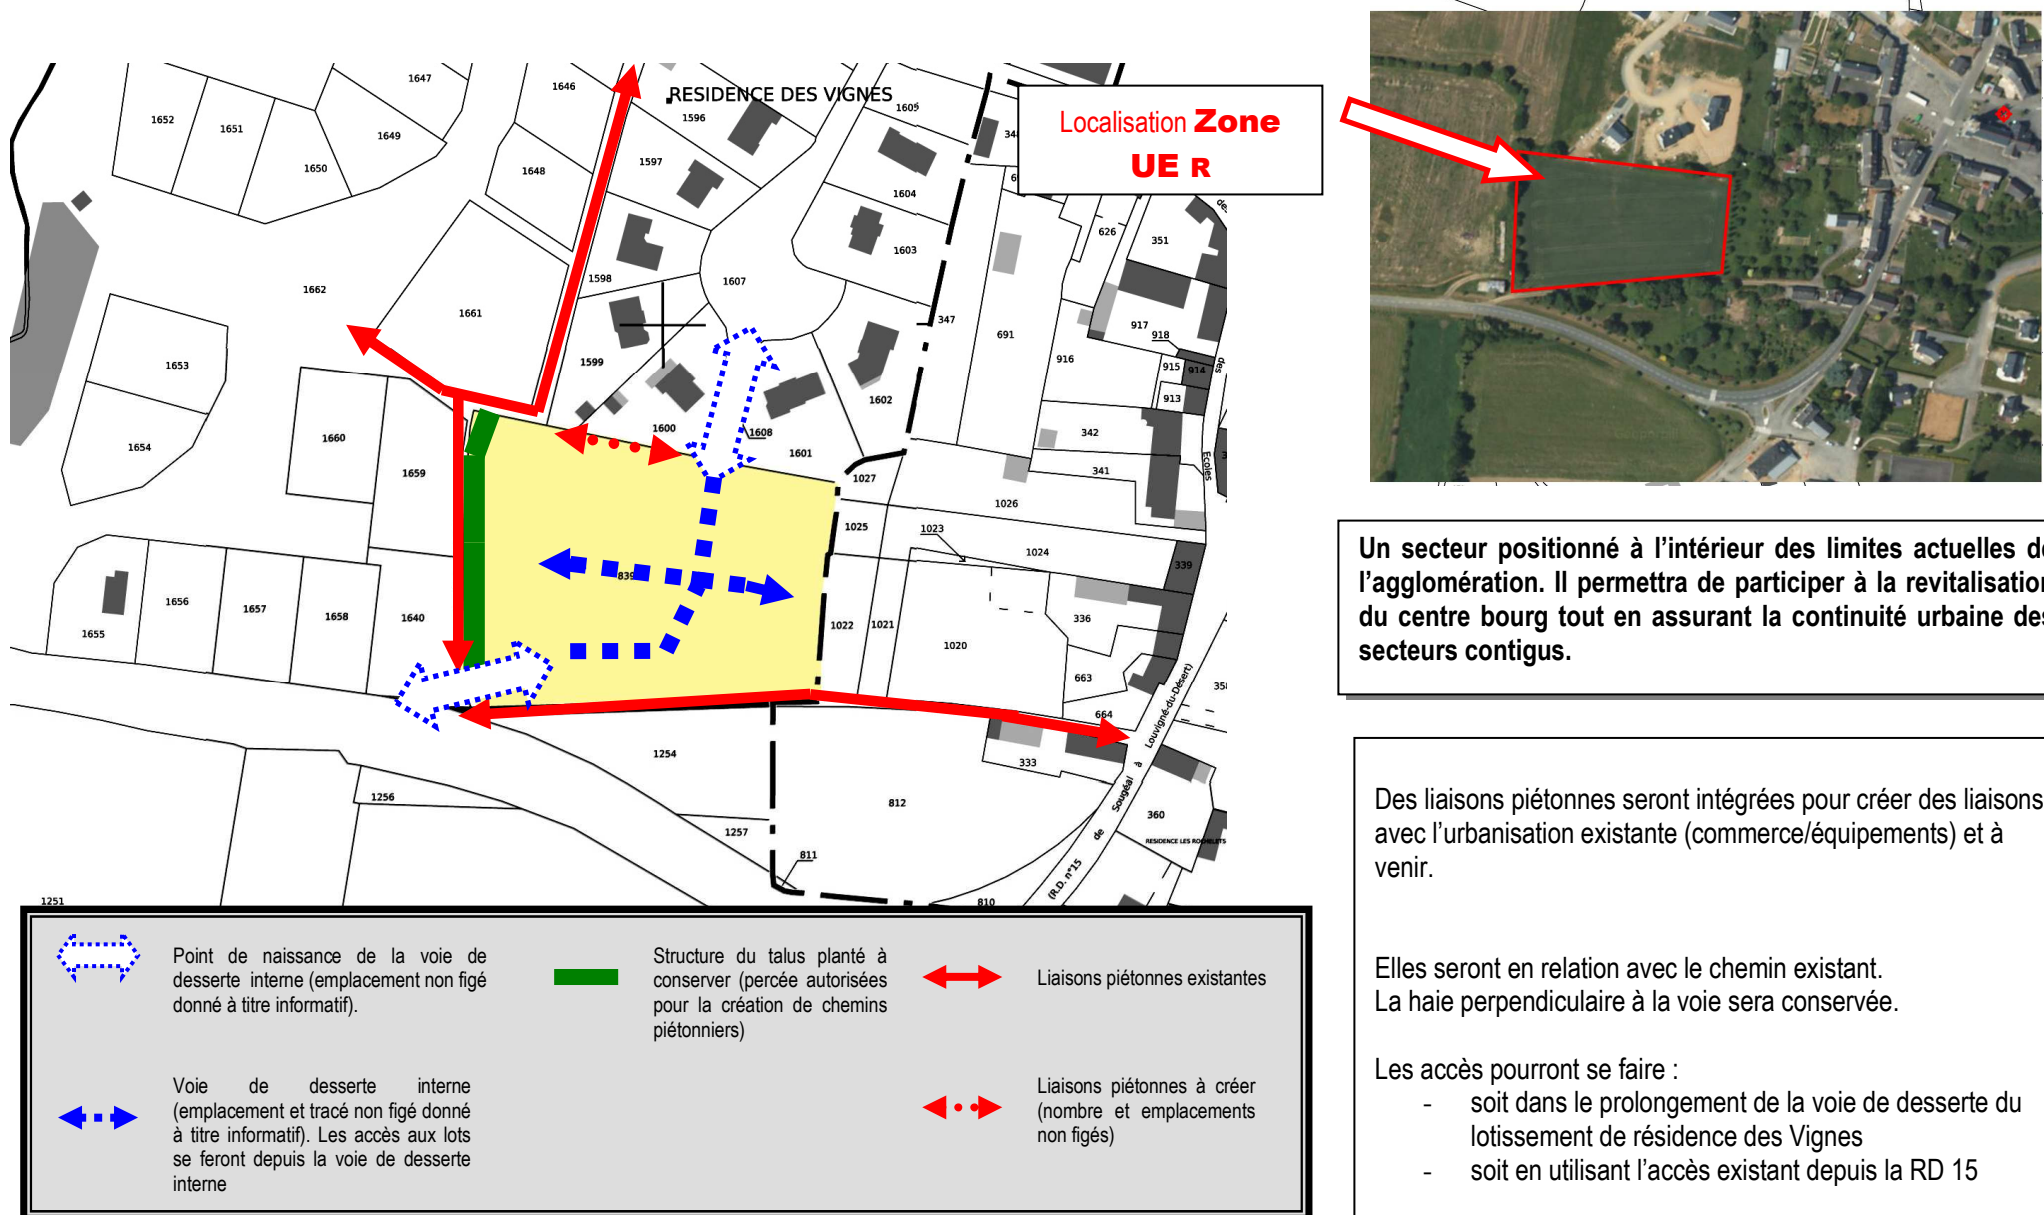 RESIDENCE DES VIGNES
1647
1646
1605
1652
1651
1649
1596
348
1650
1648
1597
1604
626
351
1603
1662
1598
1607
1661
347
691
917
918
1653
1599
916
915
914
1602
913
1660
1600
1608
342
1654
1601
1659
1027
341
Ecoles
des
1026
1025
1023
1024
839
339
1656
1657
1658
1640
1655
1022
1021
1020
336
663
358
664
1254
333
1256
812
360
RESIDENCE LES ROCHELETS
1257
811
(R.D. n°15 de Sougéal à Louvigné-du-Désert)
1251
810
Localisation Zone
UE R
Un secteur positionné à l'intérieur des limites actuelles de
l'agglomération. Il permettra de participer à la revitalisation
du centre bourg tout en assurant la continuité urbaine des
secteurs contigus.
Des liaisons piétonnes seront intégrées pour créer des liaisons
avec l'urbanisation existante (commerce/équipements) et à
venir.
Elles seront en relation avec le chemin existant.
La haie perpendiculaire à la voie sera conservée.
Les accès pourront se faire :
- soit dans le prolongement de la voie de desserte du
lotissement de résidence des Vignes
- soit en utilisant l'accès existant depuis la RD 15
Point de naissance de la voie de
desserte interne (emplacement non figé
donné à titre informatif).
Structure du talus planté à
conserver (percée autorisées
pour la création de chemins
piétonniers)
Liaisons piétonnes existantes
Voie de desserte interne
(emplacement et tracé non figé donné
à titre informatif). Les accès aux lots
se feront depuis la voie de desserte
interne
Liaisons piétonnes à créer
(nombre et emplacements
non figés)